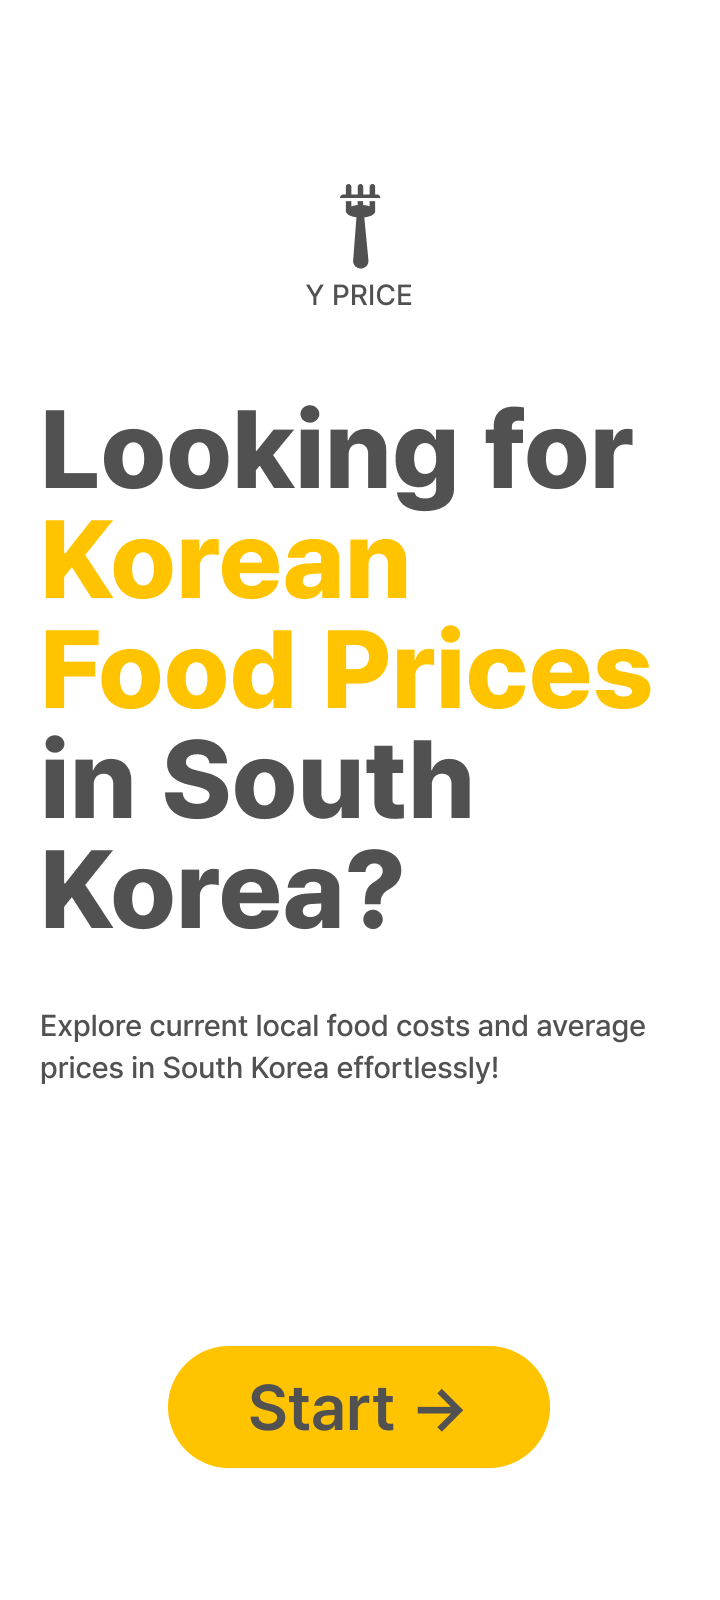 Y PRICE
Looking for
Korean
Food Prices
in South
Korea?
Explore current local food costs and average
prices in South Korea effortlessly!
Start →